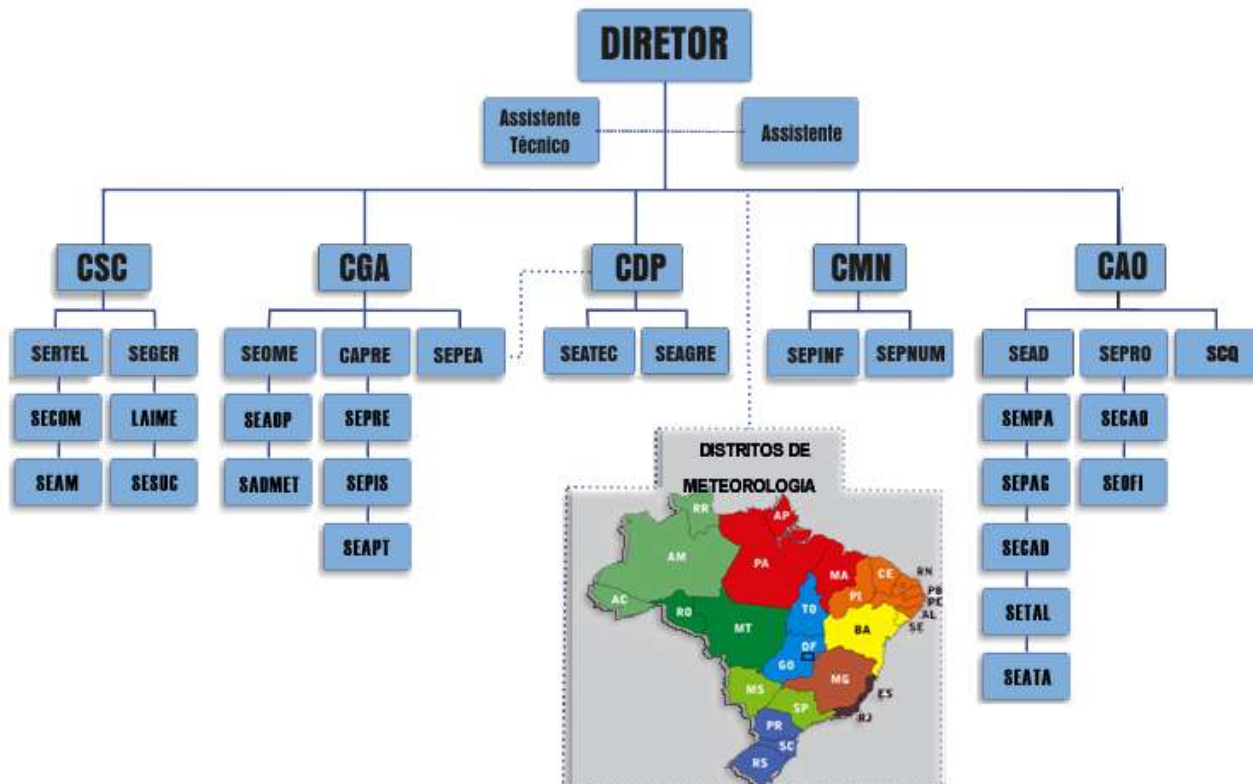 DIRETOR
Assistente
Técnico
Assistente
CSC
CGA
CDP
CMN
CAO
SERTEL
SEGER
SEOME
CAPRE
SEPEA
SEATEC
SEAGRE
SEPINF
SEPNUM
SEAD
SEPRO
SCQ
SECOM
LAIME
SEAOP
SEPRE
SEMPA
SECAO
SEAM
SESUC
SADMET
SEPIS
SEPAG
SEOFI
SEAPT
SECAD
SETAL
SEATA
DISTRITOS DE
METEOROLOGIA
RR
AP
AM
PA
MA
CE
RN
PB
PE
AL
SE
PI
AC
RO
MT
TO
BA
DF
GO
MG
ES
MS
SP
RJ
PR
SC
RS